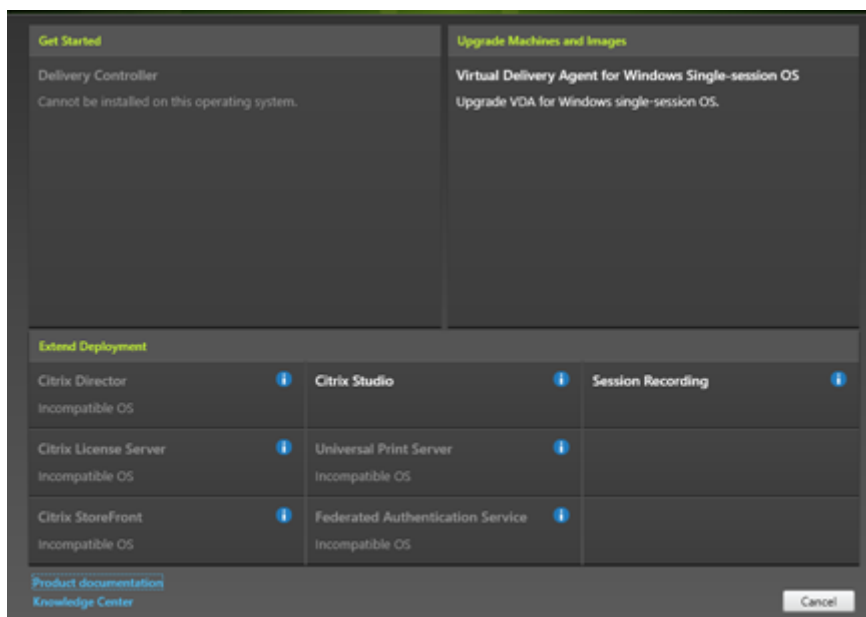 Get Started
Upgrade Machines and Images
Delivery Controller
Cannot be installed on this operating system.
Virtual Delivery Agent for Windows Single-session OS
Upgrade VDA for Windows single-session OS.
Extend Deployment
Citrix Director
Incompatible OS
Citrix Studio
Session Recording
Citrix License Server
Incompatible OS
Universal Print Server
Incompatible OS
Citrix StoreFront
Incompatible OS
Federated Authentication Service
Incompatible OS
Product documentation
Knowledge Center
Cancel